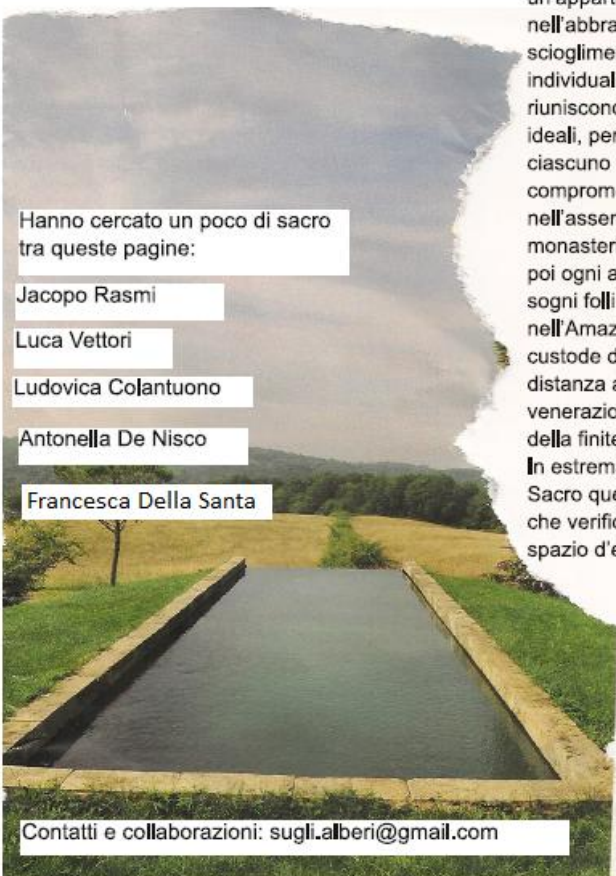 Hanno cercato un poco di sacro
tra queste pagine:
Jacopo Rasmi
Luca Vettori
Ludovica Colantuono
Antonella De Nisco
Francesca Della Santa
Contatti e collaborazioni: sugli.alberi@gmail.com
nell'abbra
scioglime
individual
riunisconc
ideali, per
ciascuno
comprom
nell'asser
monaster
poi ogni a
sogni folli
nell'Amaz
custode d
distanza a
venerazio
della finite
In estrem
Sacro que
che verific
spazio d'e